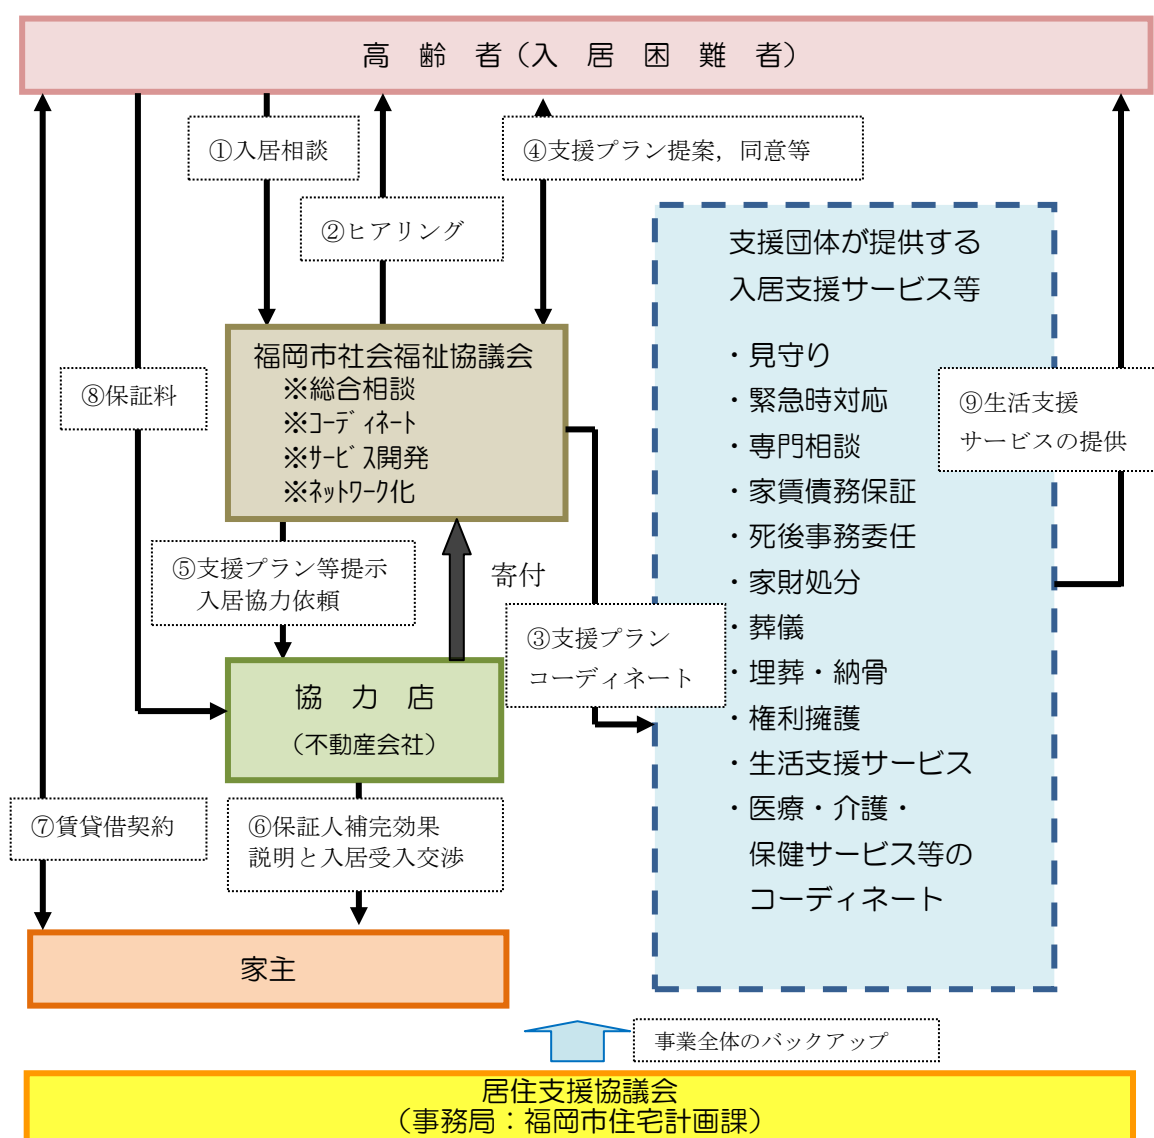 高　齢　者（入　居　困　難　者）
①入居相談
④支援プラン提案，同意等
②ヒアリング
支援団体が提供する
入居支援サービス等
・見守り
・緊急時対応
・専門相談
・家賃債務保証
・死後事務委任
・家財処分
・葬儀
・埋葬・納骨
・権利擁護
・生活支援サービス
・医療・介護・
保健サービス等の
コーディネート
福岡市社会福祉協議会
※総合相談
※ｺｰﾃﾞｨﾈｰﾄ
※ｻｰﾋﾞｽ開発
※ﾈｯﾄﾜｰｸ化
⑧保証料
⑨生活支援
サービスの提供
⑤支援プラン等提示
入居協力依頼
寄付
③支援プラン
コーディネート
協　力　店
（不動産会社）
⑦賃貸借契約
⑥保証人補完効果
説明と入居受入交渉
家主
事業全体のバックアップ
居住支援協議会
（事務局：福岡市住宅計画課）